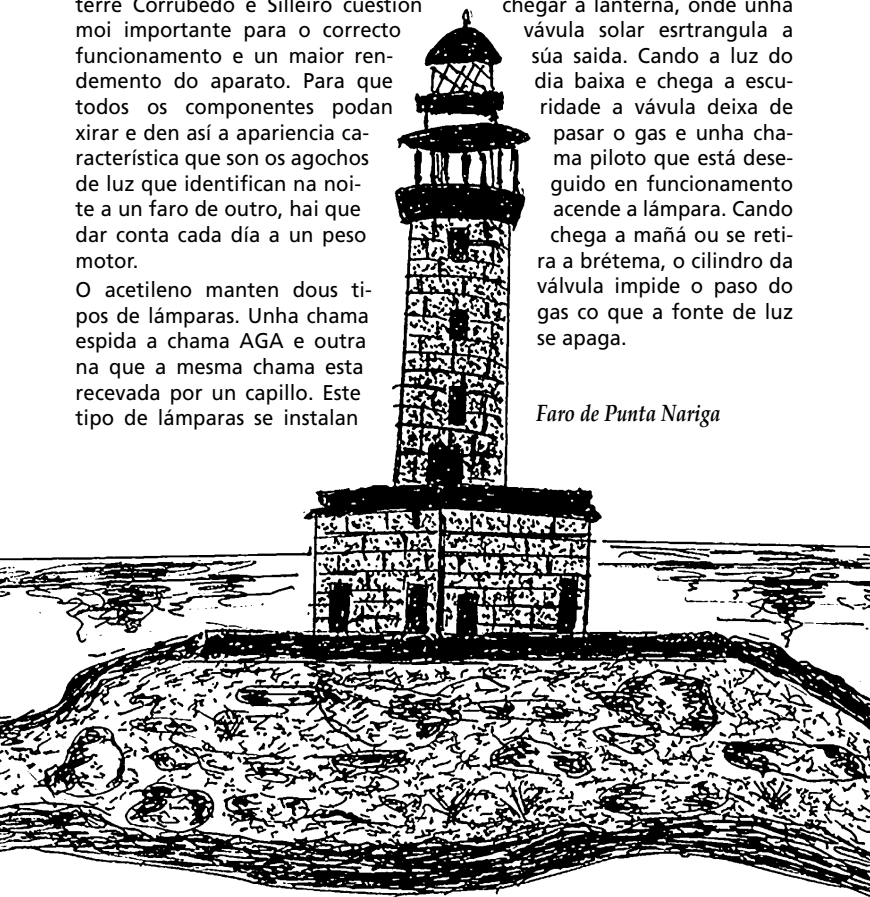 terre Corrubedo e Silleiro cuestión
moi importante para o correcto
funcionamento e un maior ren-
demento do aparato. Para que
todos os componentes podan
xirar e den así a apariencia ca-
racterística que son os agochos
de luz que identifican na noi-
te a un faro de outro, hai que
dar conta cada día a un peso
motor.
O acetileno manten dous ti-
pos de lámparas. Unha chama
espida a chama AGA e outra
na que a mesma chama esta
recevada por un capillo. Este
tipo de lámparas se instalan
chegar a lanterna, onde unha
vávula solar esrtrangula a
súa saida. Cando a luz do
dia baixa e chega a escu-
ridade a vávula deixa de
pasar o gas e unha cha-
ma piloto que está dese-
guido en funcionamento
acende a lámpara. Cando
chega a mañá ou se reti-
ra a brétema, o cilindro da
válvula impide o paso do
gas co que a fonte de luz
se apaga.
Faro de Punta Nariga